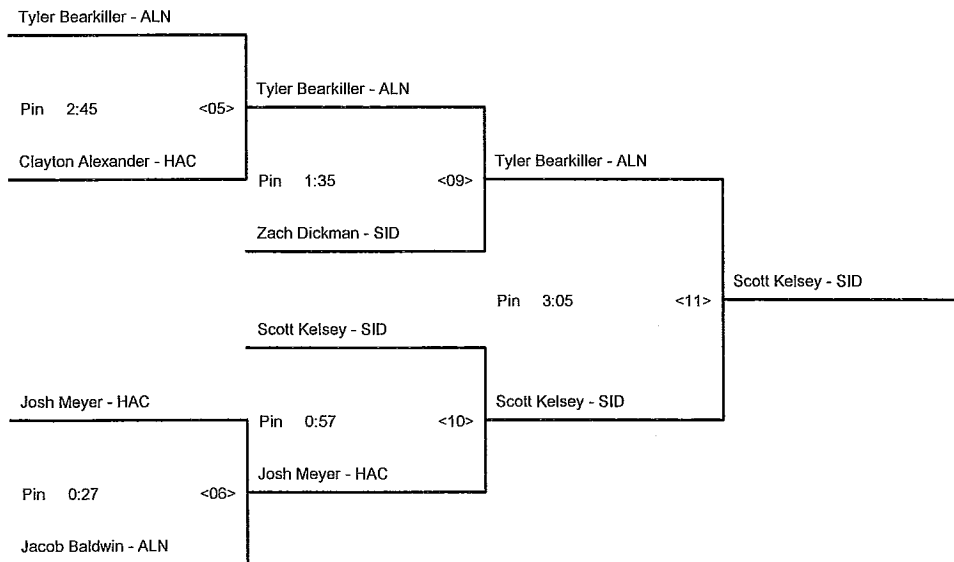 Tyler Bearkiller - ALN
Tyler Bearkiller - ALN
Pin 2:45 <05>
Clayton Alexander - HAC
Tyler Bearkiller - ALN
Pin 1:35 <09>
Zach Dickman - SID
Scott Kelsey - SID
Pin 3:05 <11>
Scott Kelsey - SID
Josh Meyer - HAC
Scott Kelsey - SID
Pin 0:57 <10>
Josh Meyer - HAC
Pin 0:27 <06>
Jacob Baldwin - ALN